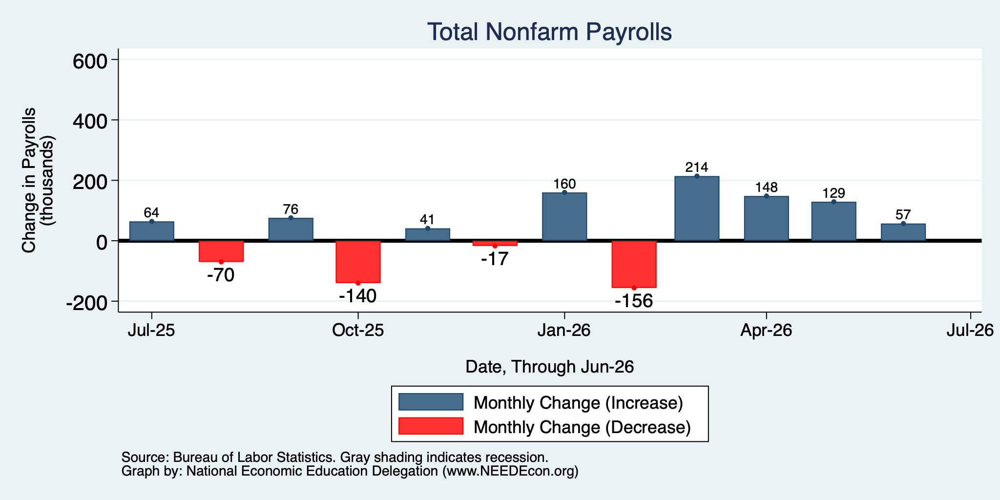 Total Nonfarm Payrolls
Change in Payrolls
(thousands)
600
400
200
0
-200
64
-70
76
-140
41
-17
160
-156
214
148
129
57
Jul-25
Oct-25
Jan-26
Apr-26
Jul-26
Date, Through Jun-26
Monthly Change (Increase)
Monthly Change (Decrease)
Source: Bureau of Labor Statistics. Gray shading indicates recession.
Graph by: National Economic Education Delegation (www.NEEDEcon.org)